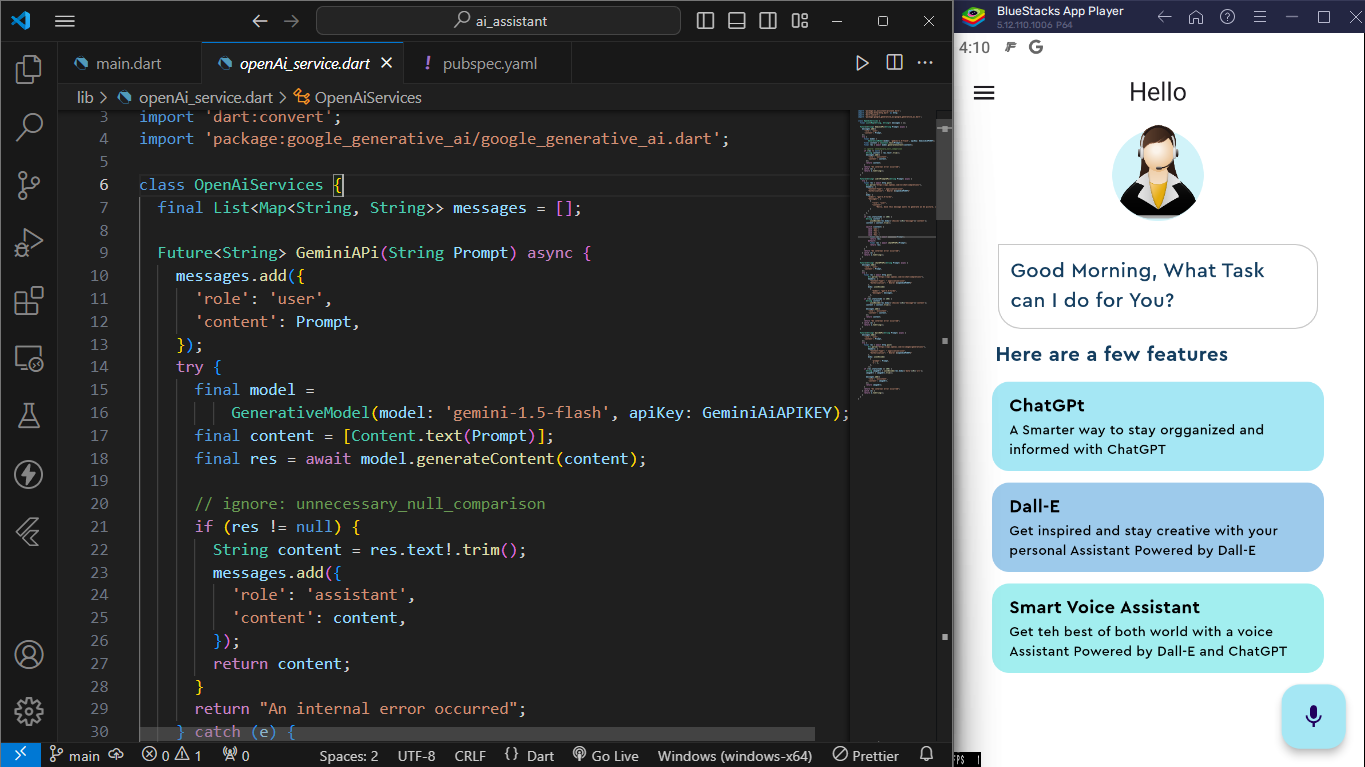 ai_assistant
main.dart
openAi_service.dart
pubspec.yaml
lib > openAi_service.dart > OpenAiServices
3 import 'dart:convert';
4 import 'package:google_generative_ai/google_generative_ai.dart';
5
6 class OpenAiServices {
7 final List<Map<String, String>> messages = [];
8
9 Future<String> GeminiAPi(String Prompt) async {
10 messages.add({
11 'role': 'user',
12 'content': Prompt,
13 });
14 try {
15 final model =
16 GenerativeModel(model: 'gemini-1.5-flash', apiKey: GeminiAiAPIKEY);
17 final content = [Content.text(Prompt)];
18 final res = await model.generateContent(content);
19
20 // ignore: unnecessary_null_comparison
21 if (res != null) {
22 String content = res.text!.trim();
23 messages.add({
24 'role': 'assistant',
25 'content': content,
26 });
27 return content;
28 }
29 return "An internal error occurred";
30 } catch (e) {
main 0 1 0 Spaces: 2 UTF-8 CRLF {} Dart Go Live Windows (windows-x64) Prettier
BlueStacks App Player
5.12.110.1006 P64
4:10
Hello
Good Morning, What Task
can I do for You?
Here are a few features
ChatGPt
A Smarter way to stay orgganized and
informed with ChatGPT
Dall-E
Get inspired and stay creative with your
personal Assistant Powered by Dall-E
Smart Voice Assistant
Get teh best of both world with a voice
Assistant Powered by Dall-E and ChatGPT
FPS